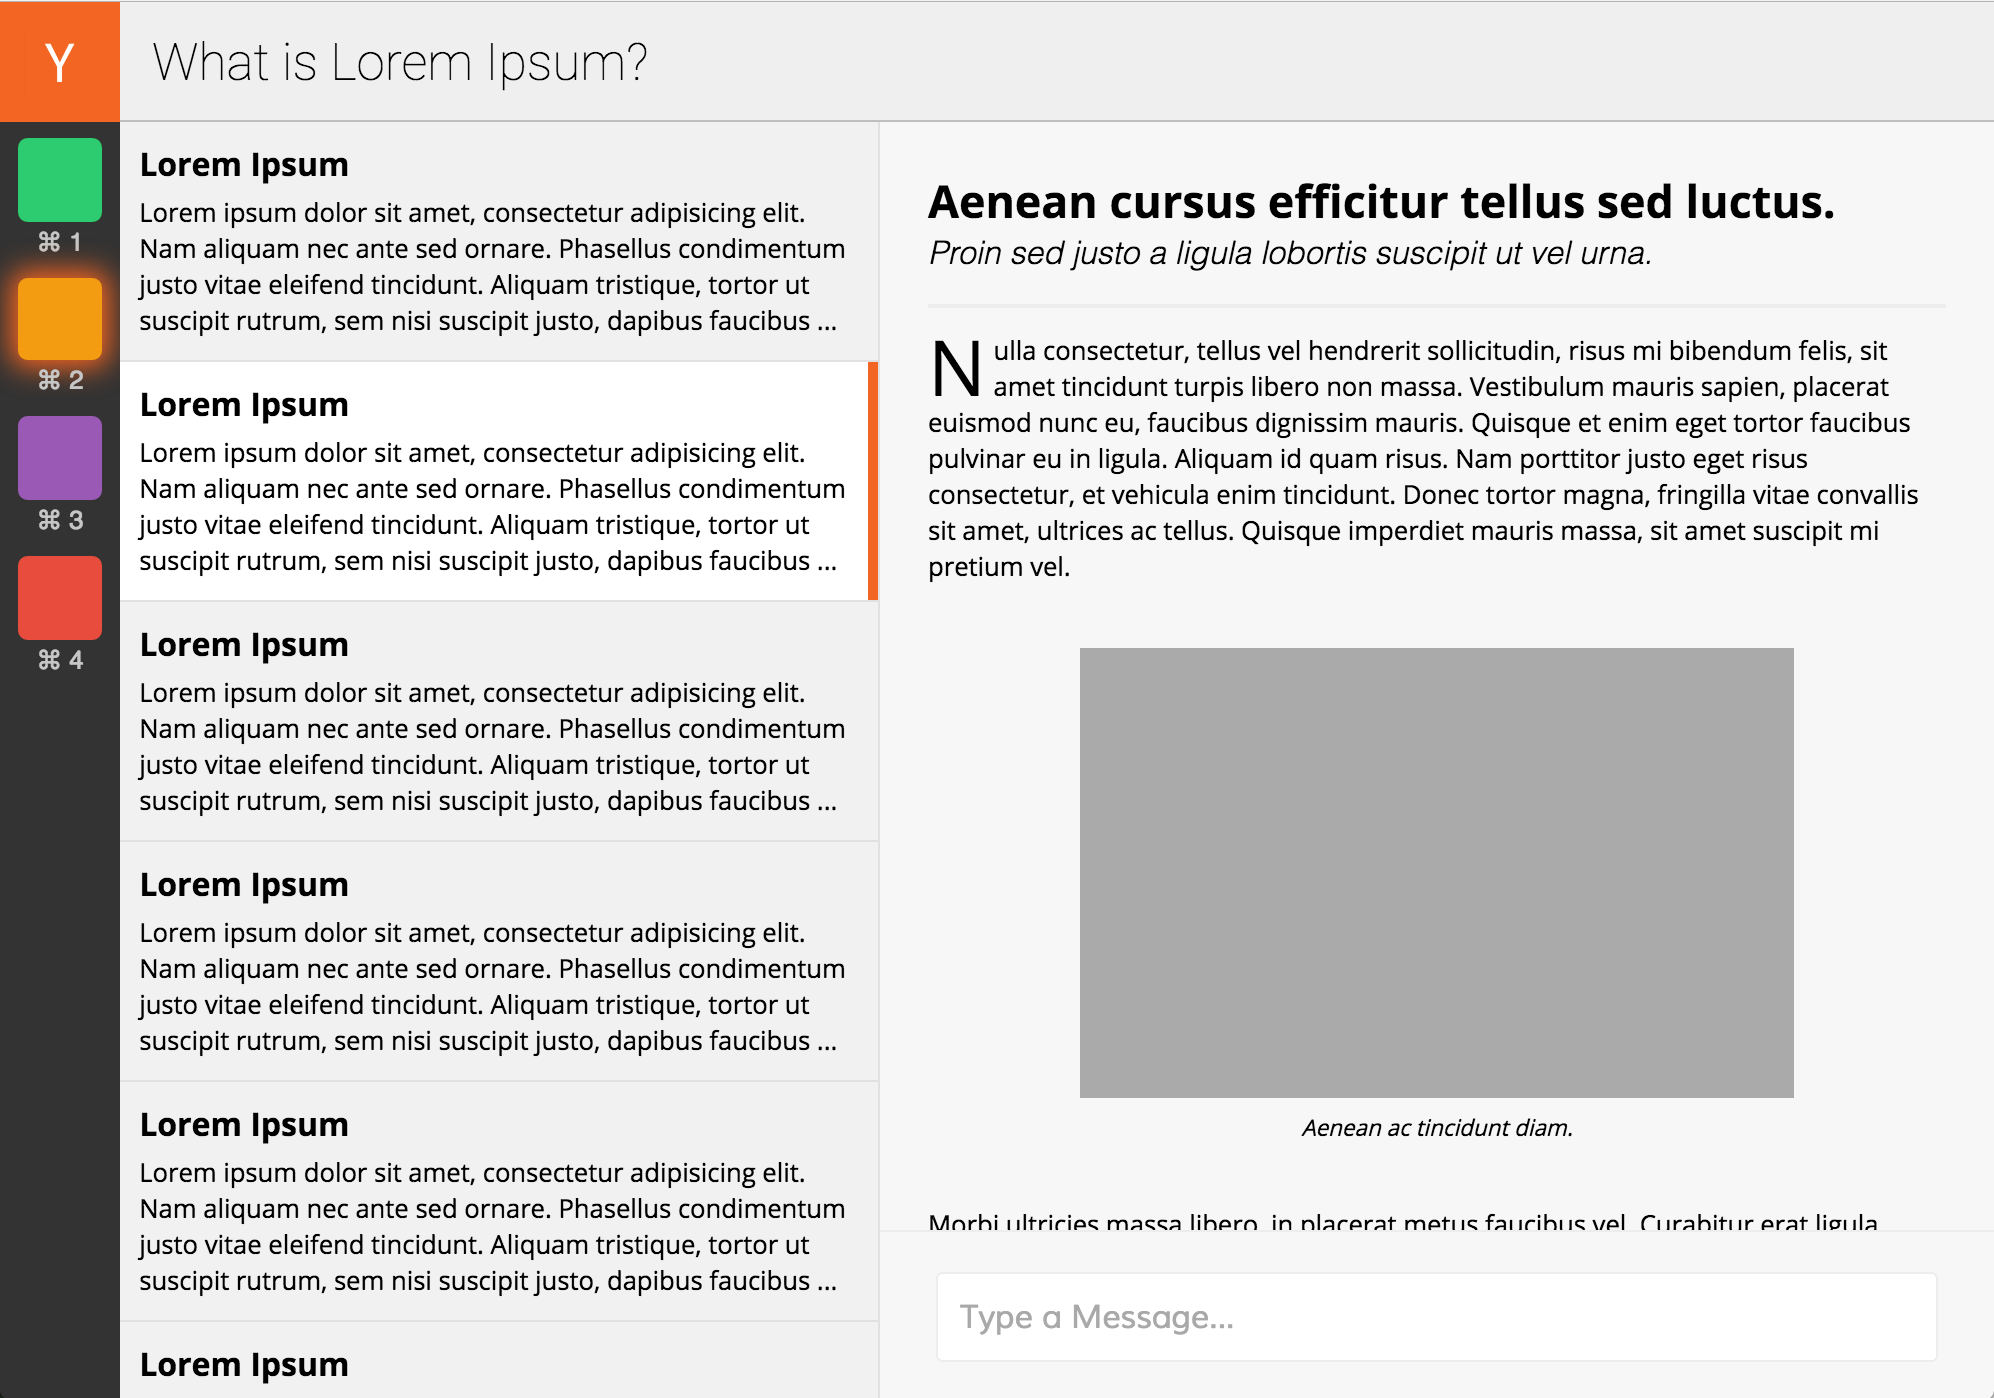 Y
What is Lorem Ipsum?
⌘ 1
⌘ 2
⌘ 3
⌘ 4
Lorem Ipsum
Lorem ipsum dolor sit amet, consectetur adipisicing elit.
Nam aliquam nec ante sed ornare. Phasellus condimentum
justo vitae eleifend tincidunt. Aliquam tristique, tortor ut
suscipit rutrum, sem nisi suscipit justo, dapibus faucibus ...
Lorem Ipsum
Lorem ipsum dolor sit amet, consectetur adipisicing elit.
Nam aliquam nec ante sed ornare. Phasellus condimentum
justo vitae eleifend tincidunt. Aliquam tristique, tortor ut
suscipit rutrum, sem nisi suscipit justo, dapibus faucibus ...
Lorem Ipsum
Lorem ipsum dolor sit amet, consectetur adipisicing elit.
Nam aliquam nec ante sed ornare. Phasellus condimentum
justo vitae eleifend tincidunt. Aliquam tristique, tortor ut
suscipit rutrum, sem nisi suscipit justo, dapibus faucibus ...
Lorem Ipsum
Lorem ipsum dolor sit amet, consectetur adipisicing elit.
Nam aliquam nec ante sed ornare. Phasellus condimentum
justo vitae eleifend tincidunt. Aliquam tristique, tortor ut
suscipit rutrum, sem nisi suscipit justo, dapibus faucibus ...
Lorem Ipsum
Lorem ipsum dolor sit amet, consectetur adipisicing elit.
Nam aliquam nec ante sed ornare. Phasellus condimentum
justo vitae eleifend tincidunt. Aliquam tristique, tortor ut
suscipit rutrum, sem nisi suscipit justo, dapibus faucibus ...
Lorem Ipsum
Aenean cursus efficitur tellus sed luctus.
Proin sed justo a ligula lobortis suscipit ut vel urna.
Nulla consectetur, tellus vel hendrerit sollicitudin, risus mi bibendum felis, sit
amet tincidunt turpis libero non massa. Vestibulum mauris sapien, placerat
euismod nunc eu, faucibus dignissim mauris. Quisque et enim eget tortor faucibus
pulvinar eu in ligula. Aliquam id quam risus. Nam porttitor justo eget risus
consectetur, et vehicula enim tincidunt. Donec tortor magna, fringilla vitae convallis
sit amet, ultrices ac tellus. Quisque imperdiet mauris massa, sit amet suscipit mi
pretium vel.
Aenean ac tincidunt diam.
Morbi ultricies massa libero, in placerat metus faucibus vel. Curabitur erat ligula
Type a Message...